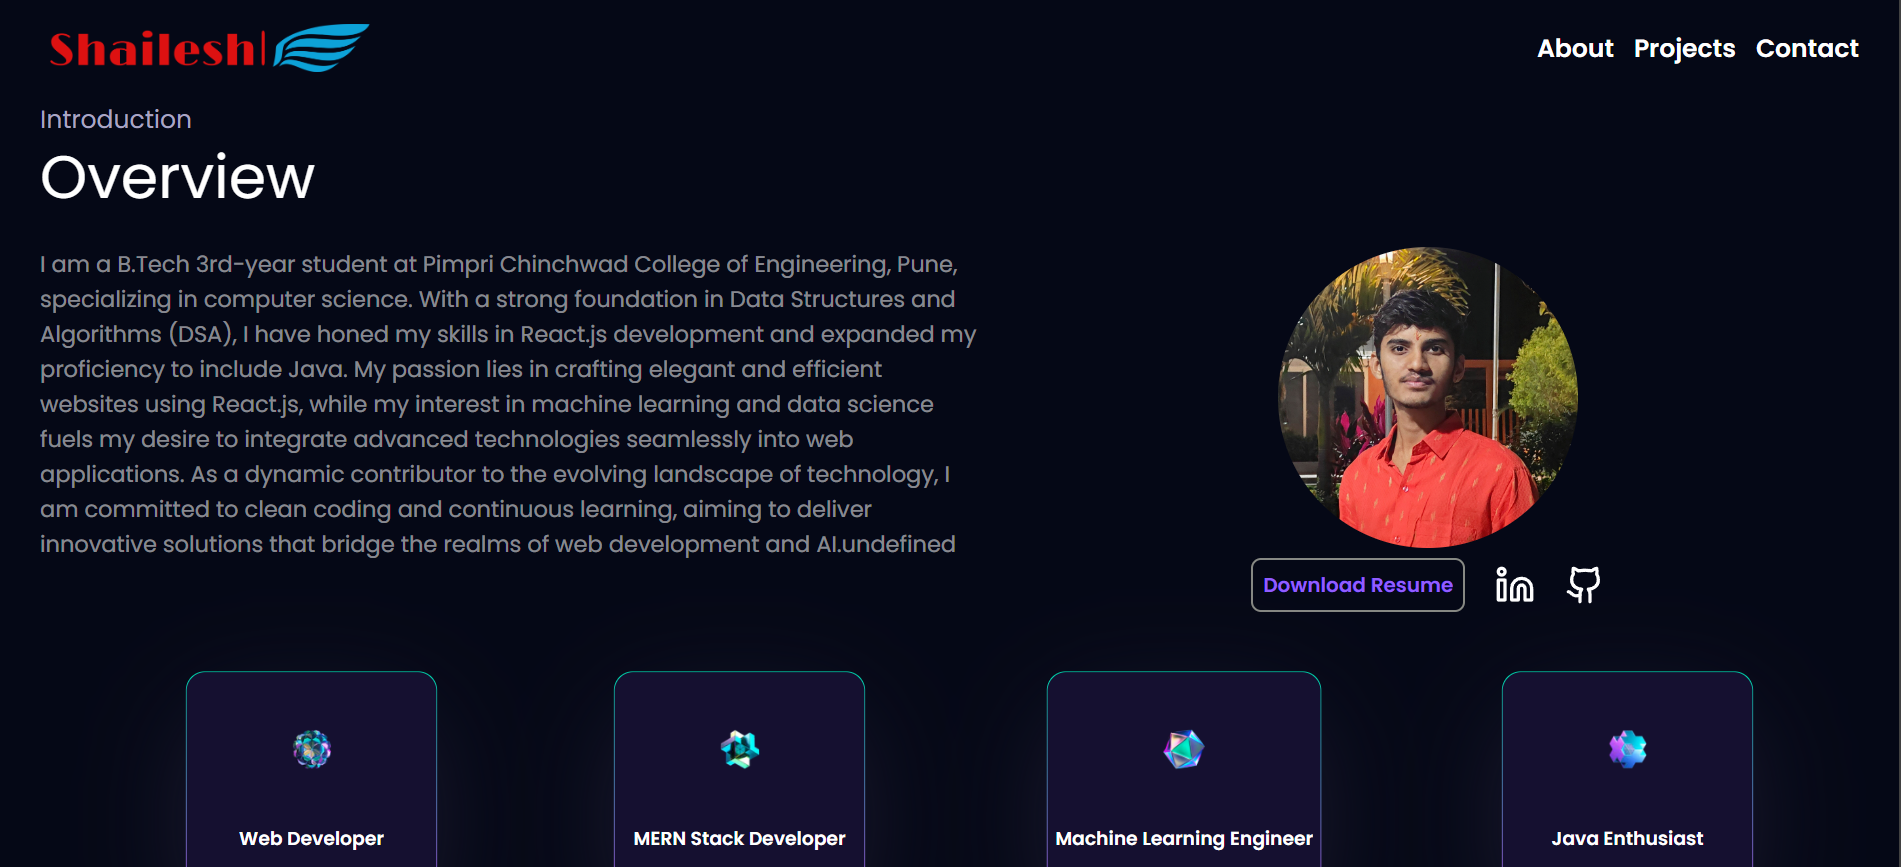 Shailesh
About Projects Contact
Introduction
Overview
I am a B.Tech 3rd-year student at Pimpri Chinchwad College of Engineering, Pune,
specializing in computer science. With a strong foundation in Data Structures and
Algorithms (DSA), I have honed my skills in React.js development and expanded my
proficiency to include Java. My passion lies in crafting elegant and efficient
websites using React.js, while my interest in machine learning and data science
fuels my desire to integrate advanced technologies seamlessly into web
applications. As a dynamic contributor to the evolving landscape of technology, I
am committed to clean coding and continuous learning, aiming to deliver
innovative solutions that bridge the realms of web development and AI.undefined
Download Resume
Web Developer
MERN Stack Developer
Machine Learning Engineer
Java Enthusiast